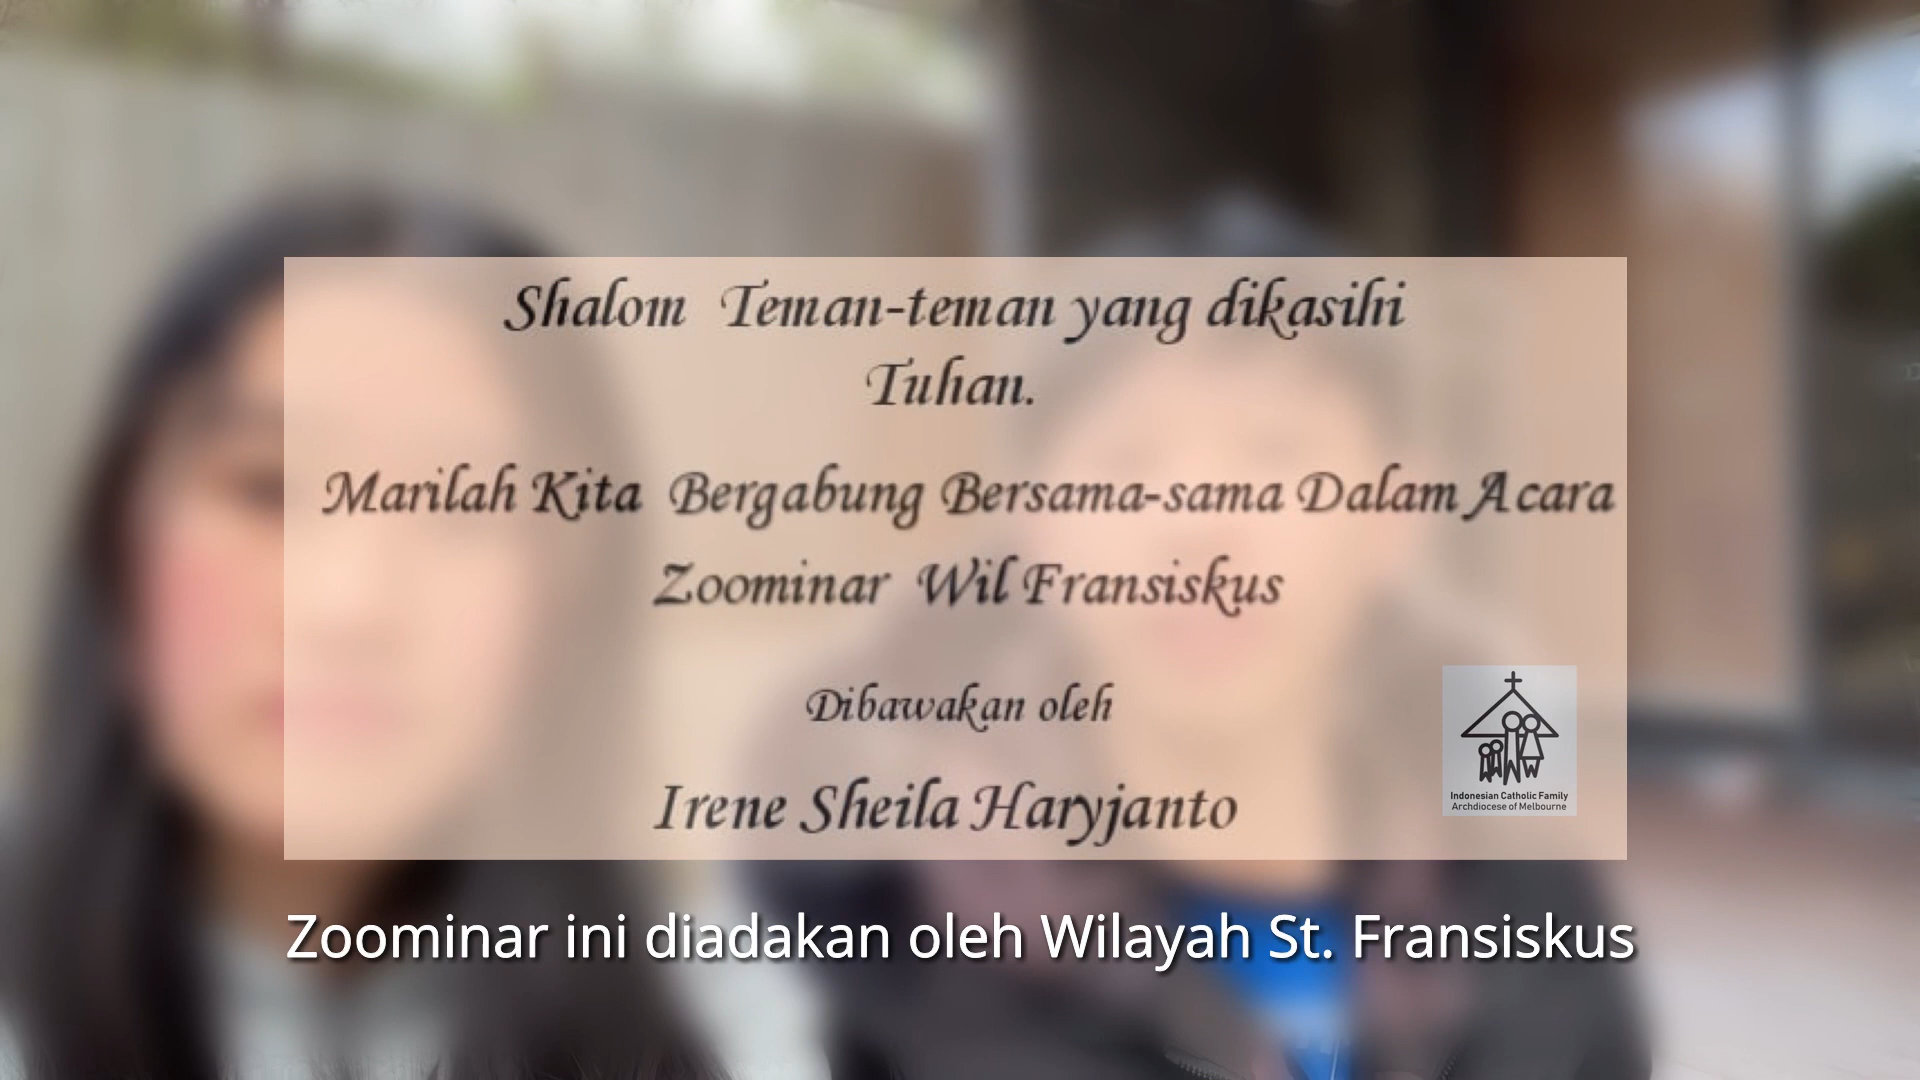 Shalom Teman-teman yang dikasihi
Tuhan.
Marilah Kita Bergabung Bersama-sama Dalam Acara
Zoominar Wil Fransiskus
Dibawakan oleh
Irene Sheila Haryjanto
Indonesian Catholic Family
Archdiocese of Melbourne
Zoominar ini diadakan oleh Wilayah St. Fransiskus